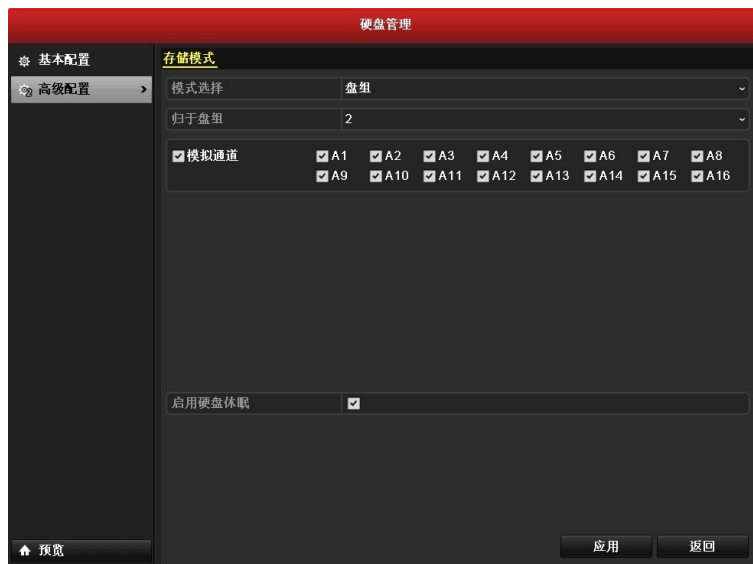 硬盘管理
基本配置
高级配置
预览
存储模式
模式选择 盘组
归于盘组 2
模拟通道 A1 A2 A3 A4 A5 A6 A7 A8
A9 A10 A11 A12 A13 A14 A15 A16
启用硬盘休眠
应用 返回